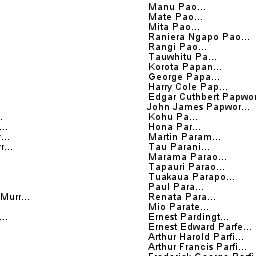 Manu Pao...
Mate Pao...
Mita Pao...
Raniera Ngapo Pao...
Rangi Pao...
Tauwhitu Pa...
Korota Papan...
George Papa...
Harry Cole Pap...
Edgar Cuthbert Papwor
John James Papwor...
Kohu Pa...
Hona Par...
Martin Param...
Tau Parani...
Marama Parao...
Tapauri Parao...
Tuakaua Parapo...
Paul Para...
Murr... Renata Para...
Mio Parate...
Ernest Pardingt...
Ernest Edward Parfe...
Arthur Harold Parfi...
Arthur Francis Parfi...
Frederick George Parfi